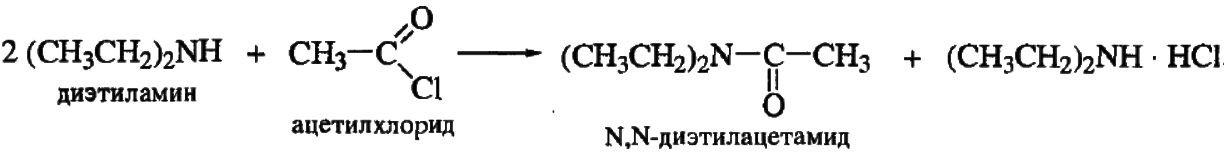 2 (CH₃CH₂)₂NH + CH₃—C(=O)Cl ⟶ (CH₃CH₂)₂N—C(=O)—CH₃ + (CH₃CH₂)₂NH · HCl
диэтиламин
ацетилхлорид
N,N-диэтилацетамид